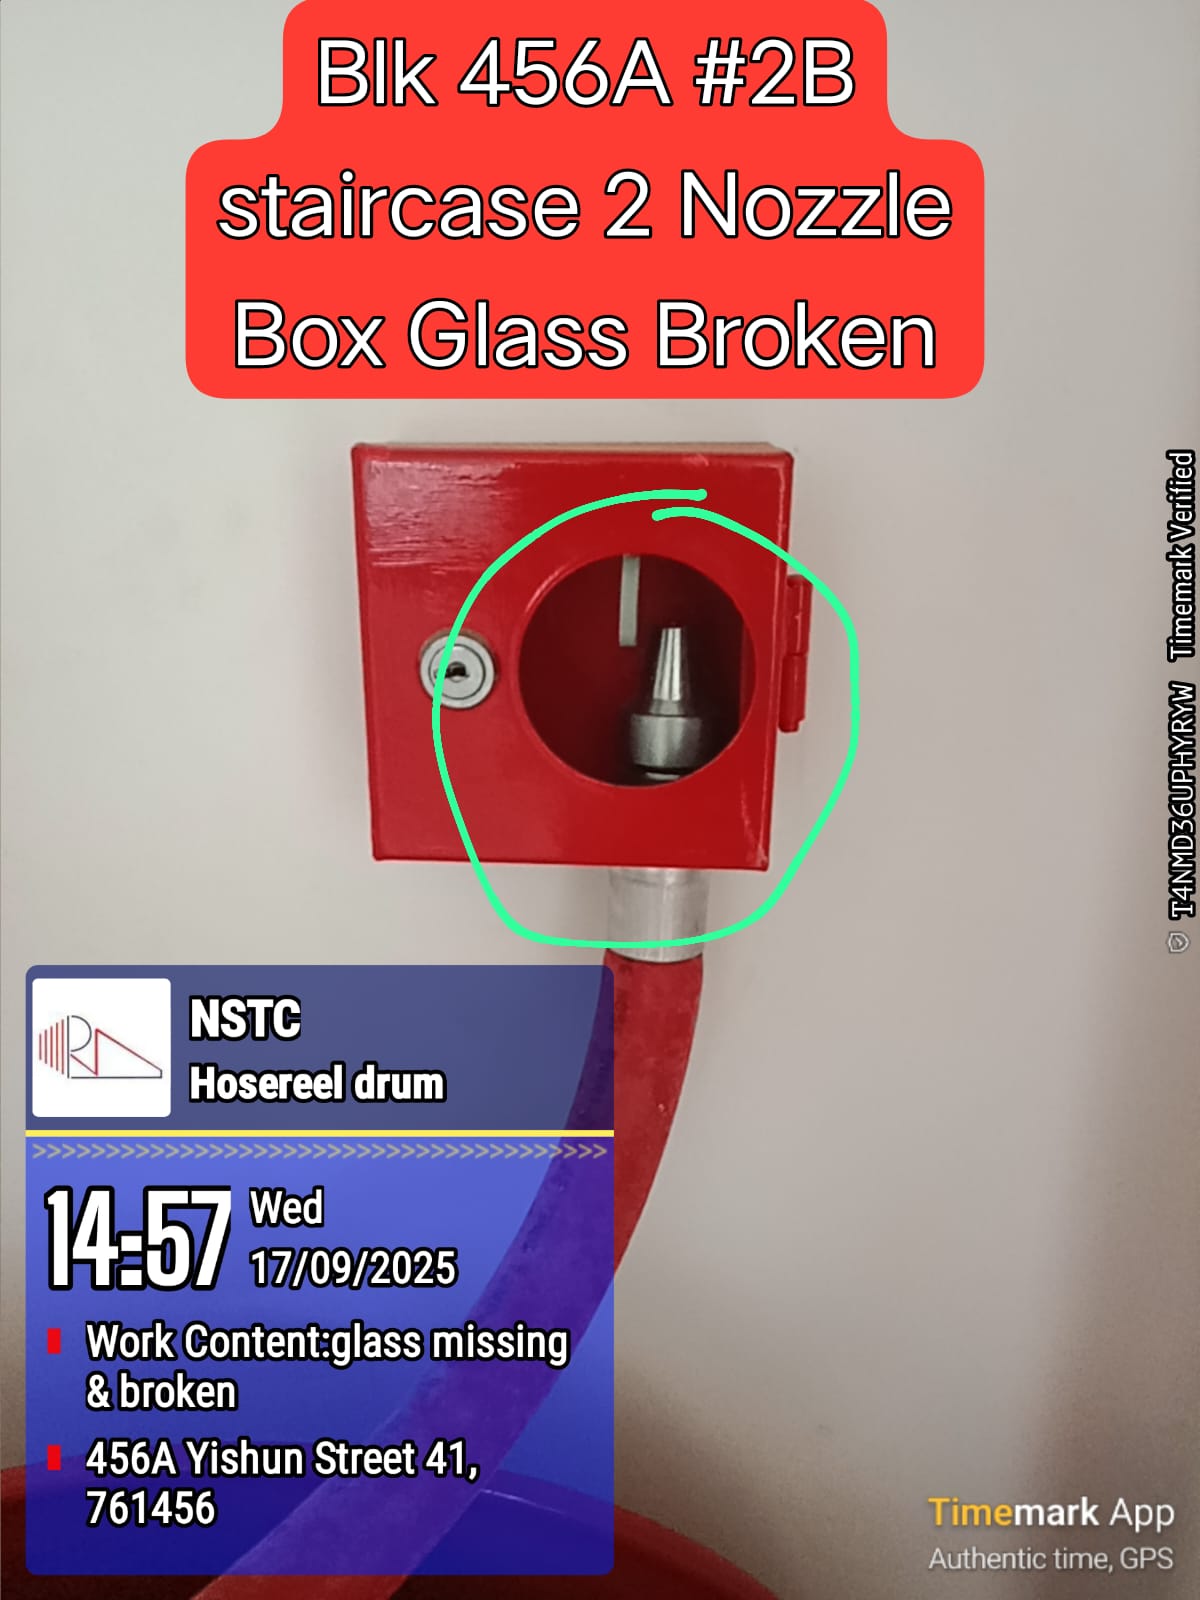 Blk 456A #2B
staircase 2 Nozzle
Box Glass Broken
T4NMD36UPHYRYW Timemark Verified
NSTC
Hosereel drum
>>>>>>>>>>>>>>>>>>>>>>>>>>>>>>>>>>>>>>>
14:57
Wed
17/09/2025
Work Content:glass missing
& broken
456A Yishun Street 41,
761456
Timemark App
Authentic time, GPS